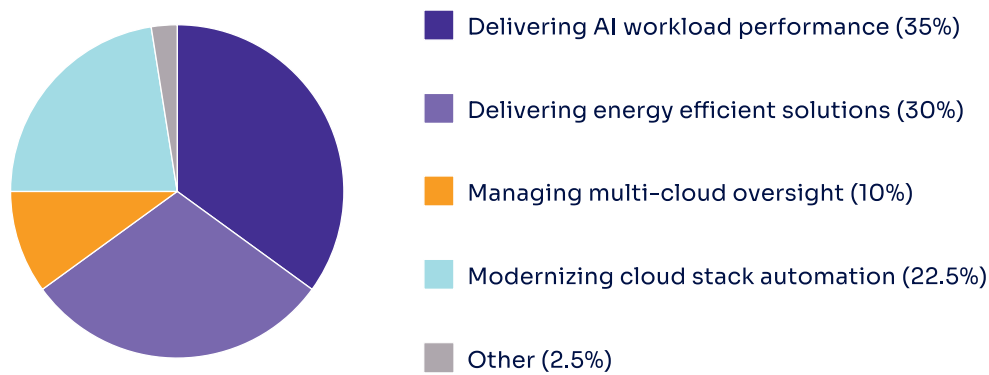 Delivering AI workload performance (35%)
Delivering energy efficient solutions (30%)
Managing multi-cloud oversight (10%)
Modernizing cloud stack automation (22.5%)
Other (2.5%)